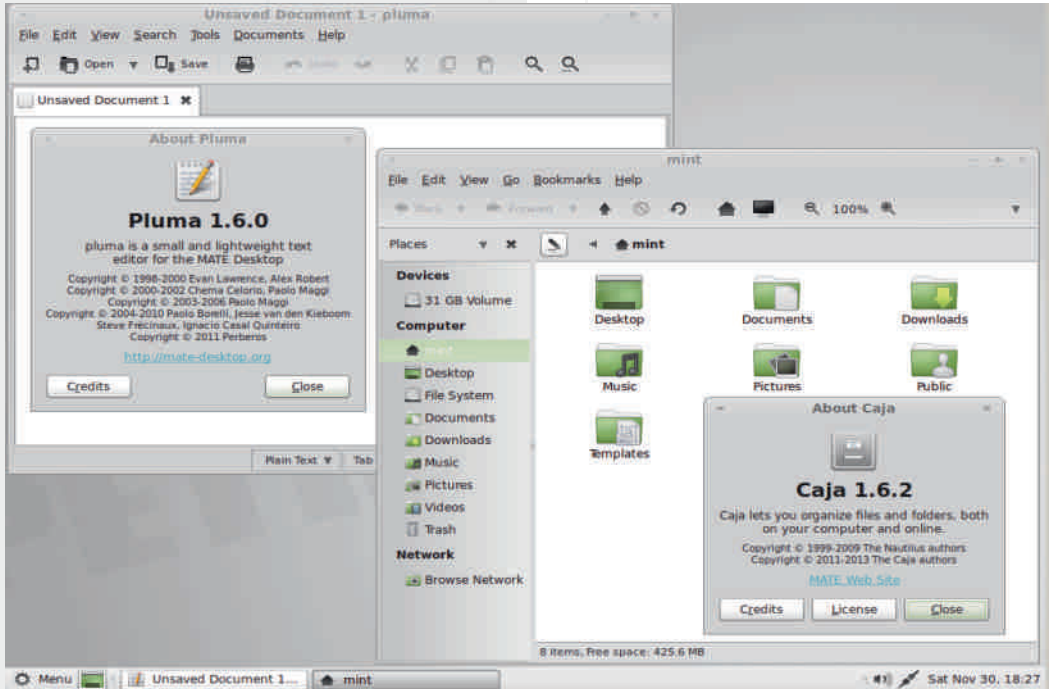 Unsaved Document 1 - pluma
File Edit View Search Tools Documents Help
Open Save
Unsaved Document 1
About Pluma
Pluma 1.6.0
pluma is a small and lightweight text
editor for the MATE Desktop
Copyright © 1998-2000 Evan Lawrence, Alex Robert
Copyright © 2000-2002 Chema Celorio, Paolo Maggi
Copyright © 2003-2006 Paolo Maggi
Copyright © 2004-2010 Paolo Borelli, Jesse van den Kieboom
Steve Frécinaux, Ignacio Casal Quinteiro
Copyright © 2011 Perberos
http://mate-desktop.org
Credits Close
Plain Text Tab
mint
File Edit View Go Bookmarks Help
Back Forward 100%
Places mint
Devices
31 GB Volume
Computer
mint
Desktop
File System
Documents
Downloads
Music
Pictures
Videos
Trash
Network
Browse Network
Desktop Documents Downloads
Music Pictures Public
Templates
About Caja
Caja 1.6.2
Caja lets you organize files and folders, both
on your computer and online.
Copyright © 1999-2009 The Nautilus authors
Copyright © 2011-2013 The Caja authors
MATE Web Site
Credits License Close
8 items, Free space: 425.6 MB
Menu Unsaved Document 1... mint Sat Nov 30, 18:27